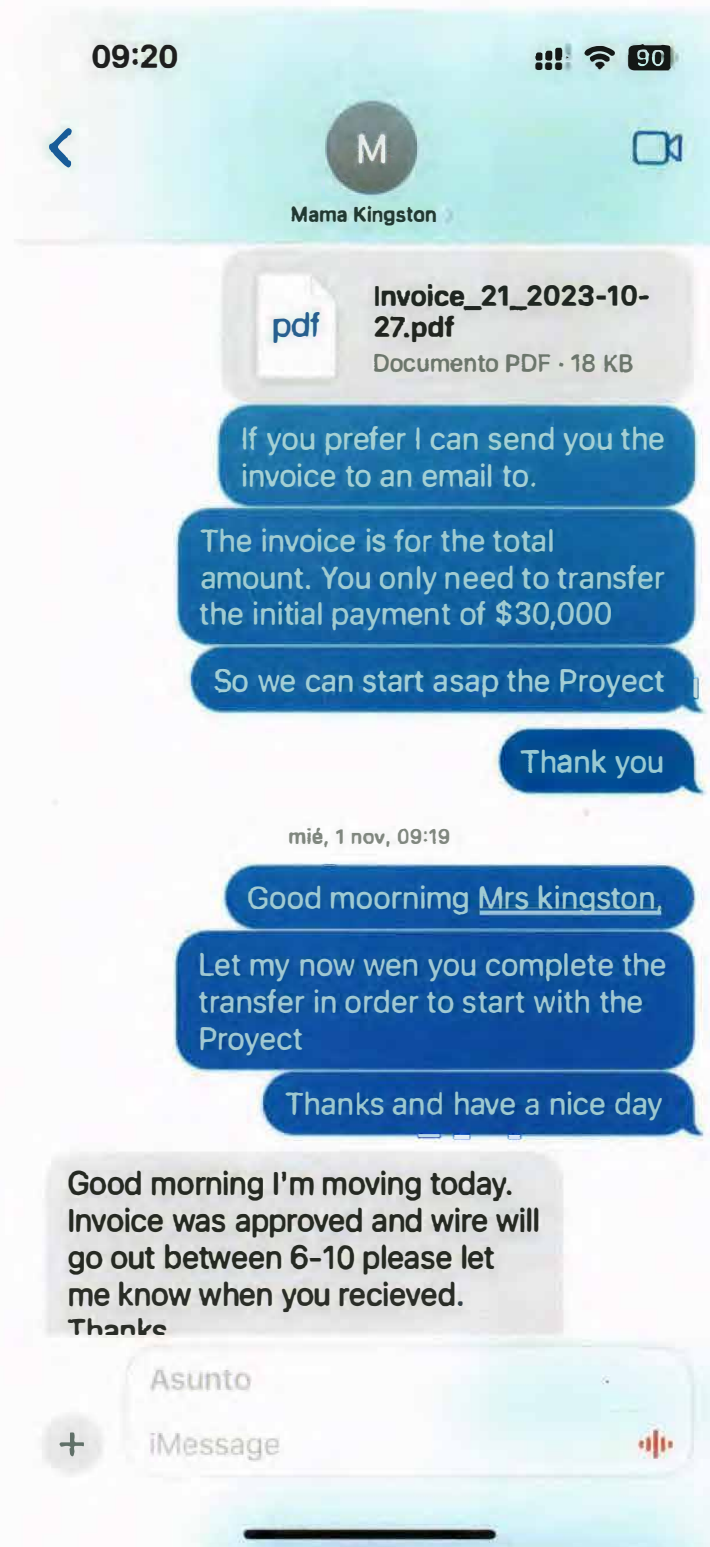 09:20
90
M
Mama Kingston
pdf
Invoice_21_2023-10-
27.pdf
Documento PDF · 18 KB
If you prefer I can send you the
invoice to an email to.
The invoice is for the total
amount. You only need to transfer
the initial payment of $30,000
So we can start asap the Proyect
Thank you
mié, 1 nov, 09:19
Good moornimg Mrs kingston,
Let my now wen you complete the
transfer in order to start with the
Proyect
Thanks and have a nice day
Good morning I'm moving today.
Invoice was approved and wire will
go out between 6-10 please let
me know when you recieved.
Thanks
Asunto
iMessage